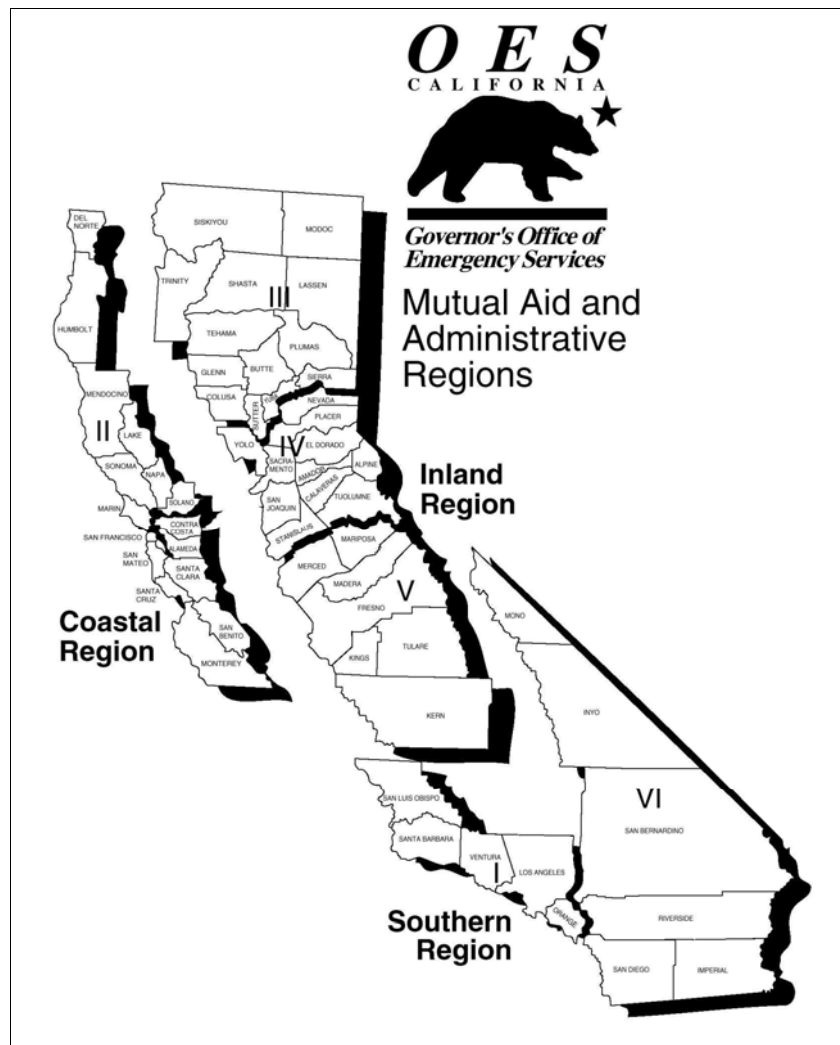 OES
CALIFORNIA
Governor's Office of
Emergency Services
Mutual Aid and
Administrative
Regions
DEL
NORTE
HUMBOLT
MENDOCINO
II
LAKE
SONOMA
NAPA
MARIN
SOLANO
SAN FRANCISCO
CONTRA
COSTA
ALAMEDA
SAN
MATEO
SANTA
CLARA
SANTA
CRUZ
SAN
BENITO
MONTEREY
Coastal
Region
SISKIYOU
MODOC
TRINITY
SHASTA
LASSEN
III
TEHAMA
PLUMAS
GLENN
BUTTE
SIERRA
COLUSA
SUTTER
YUBA
NEVADA
PLACER
YOLO
IV
EL DORADO
SACRA-
MENTO
AMADOR
ALPINE
CALAVERAS
SAN
JOAQUIN
TUOLUMNE
STANISLAUS
MARIPOSA
MERCED
MADERA
V
FRESNO
KINGS
TULARE
KERN
Inland
Region
MONO
INYO
VI
SAN BERNARDINO
SAN LUIS OBISPO
SANTA BARBARA
VENTURA
I
LOS ANGELES
ORANGE
RIVERSIDE
SAN DIEGO
IMPERIAL
Southern
Region